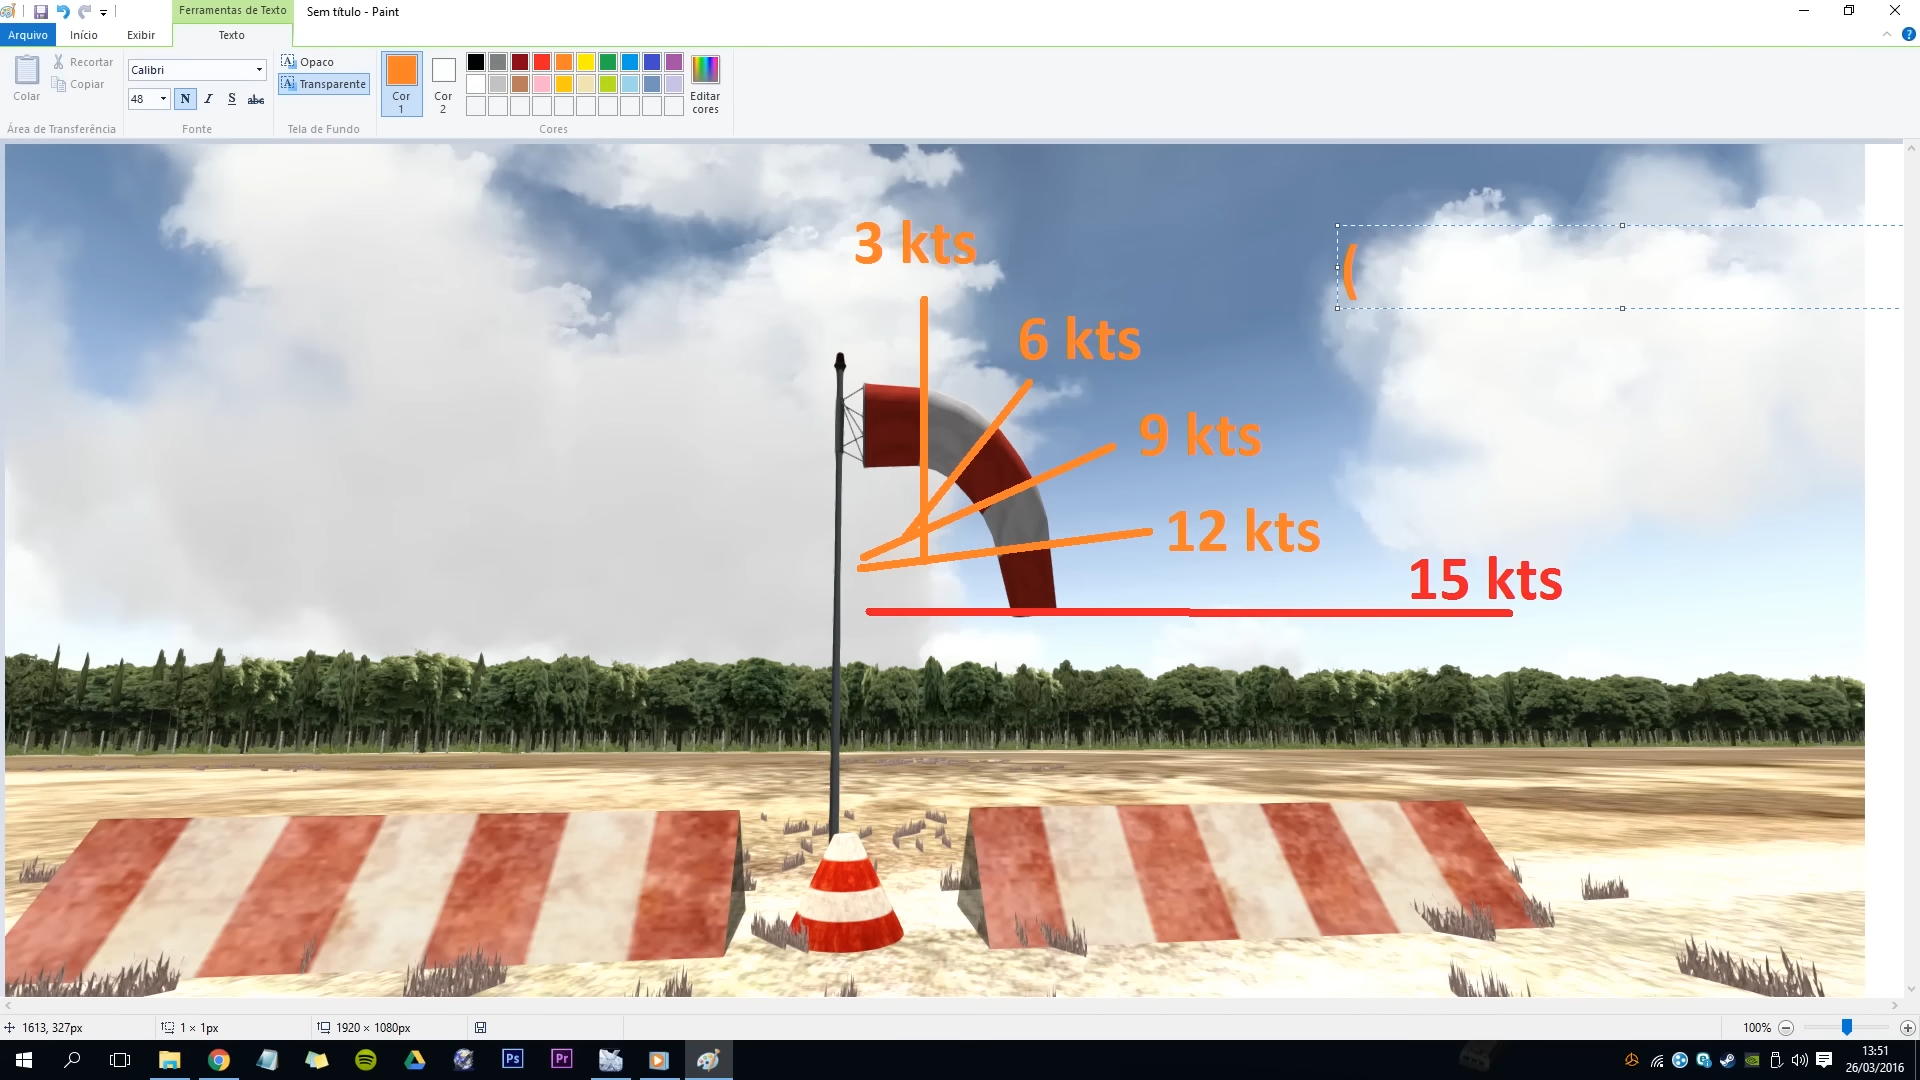 Ferramentas de Texto
Sem título - Paint
Arquivo
Início
Exibir
Texto
Colar
Recortar
Copiar
Área de Transferência
Calibri
48
N
I
S
abc
Fonte
Opaco
Transparente
Tela de Fundo
Cor
1
Cor
2
Editar
cores
Cores
3 kts
(
6 kts
9 kts
12 kts
15 kts
1613, 327px
1 × 1px
1920 × 1080px
100%
Ps
Pr
13:51
26/03/2016